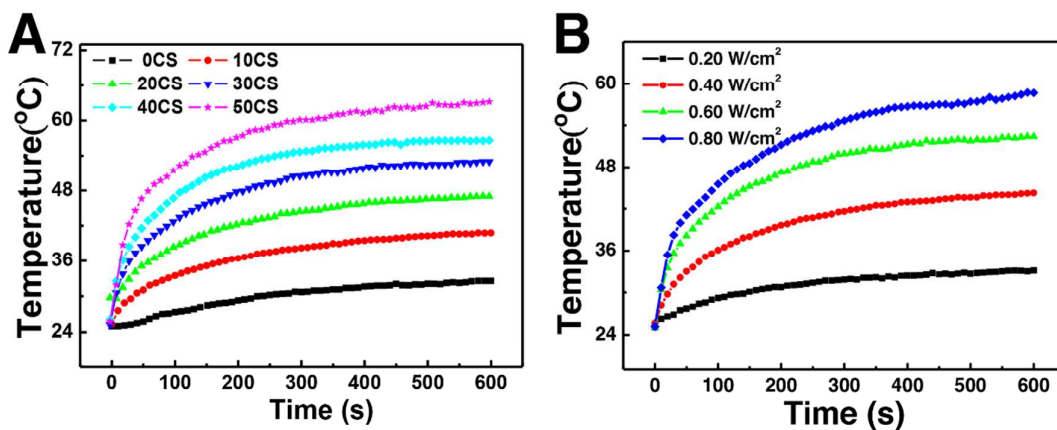 A
72
60
48
36
24
Temperature(°C)
0CS 10CS
20CS 30CS
40CS 50CS
0 100 200 300 400 500 600
Time (s)
B
60
48
36
24
Temperature(°C)
0.20 W/cm²
0.40 W/cm²
0.60 W/cm²
0.80 W/cm²
0 100 200 300 400 500 600
Time (s)